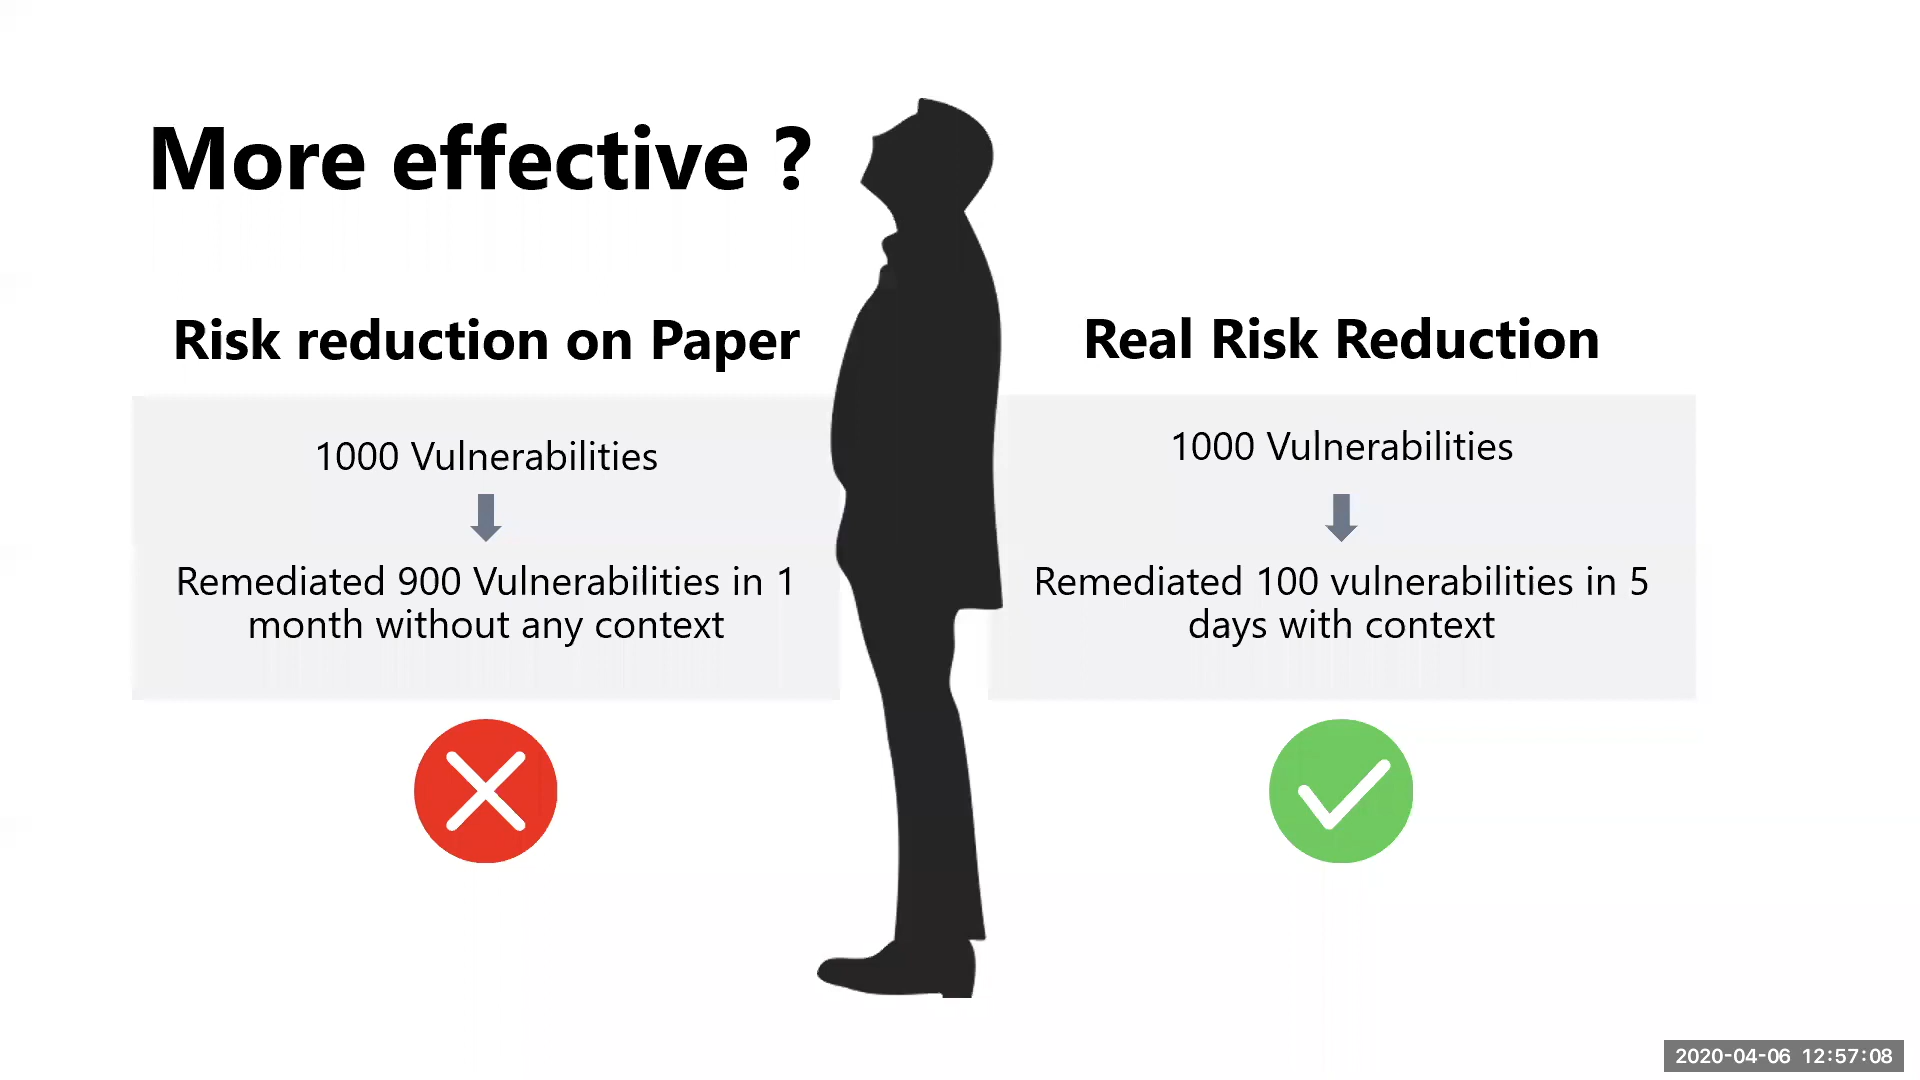 More effective ?
Risk reduction on Paper
1000 Vulnerabilities
Remediated 900 Vulnerabilities in 1
month without any context
Real Risk Reduction
1000 Vulnerabilities
Remediated 100 vulnerabilities in 5
days with context
2020-04-06 12:57:08